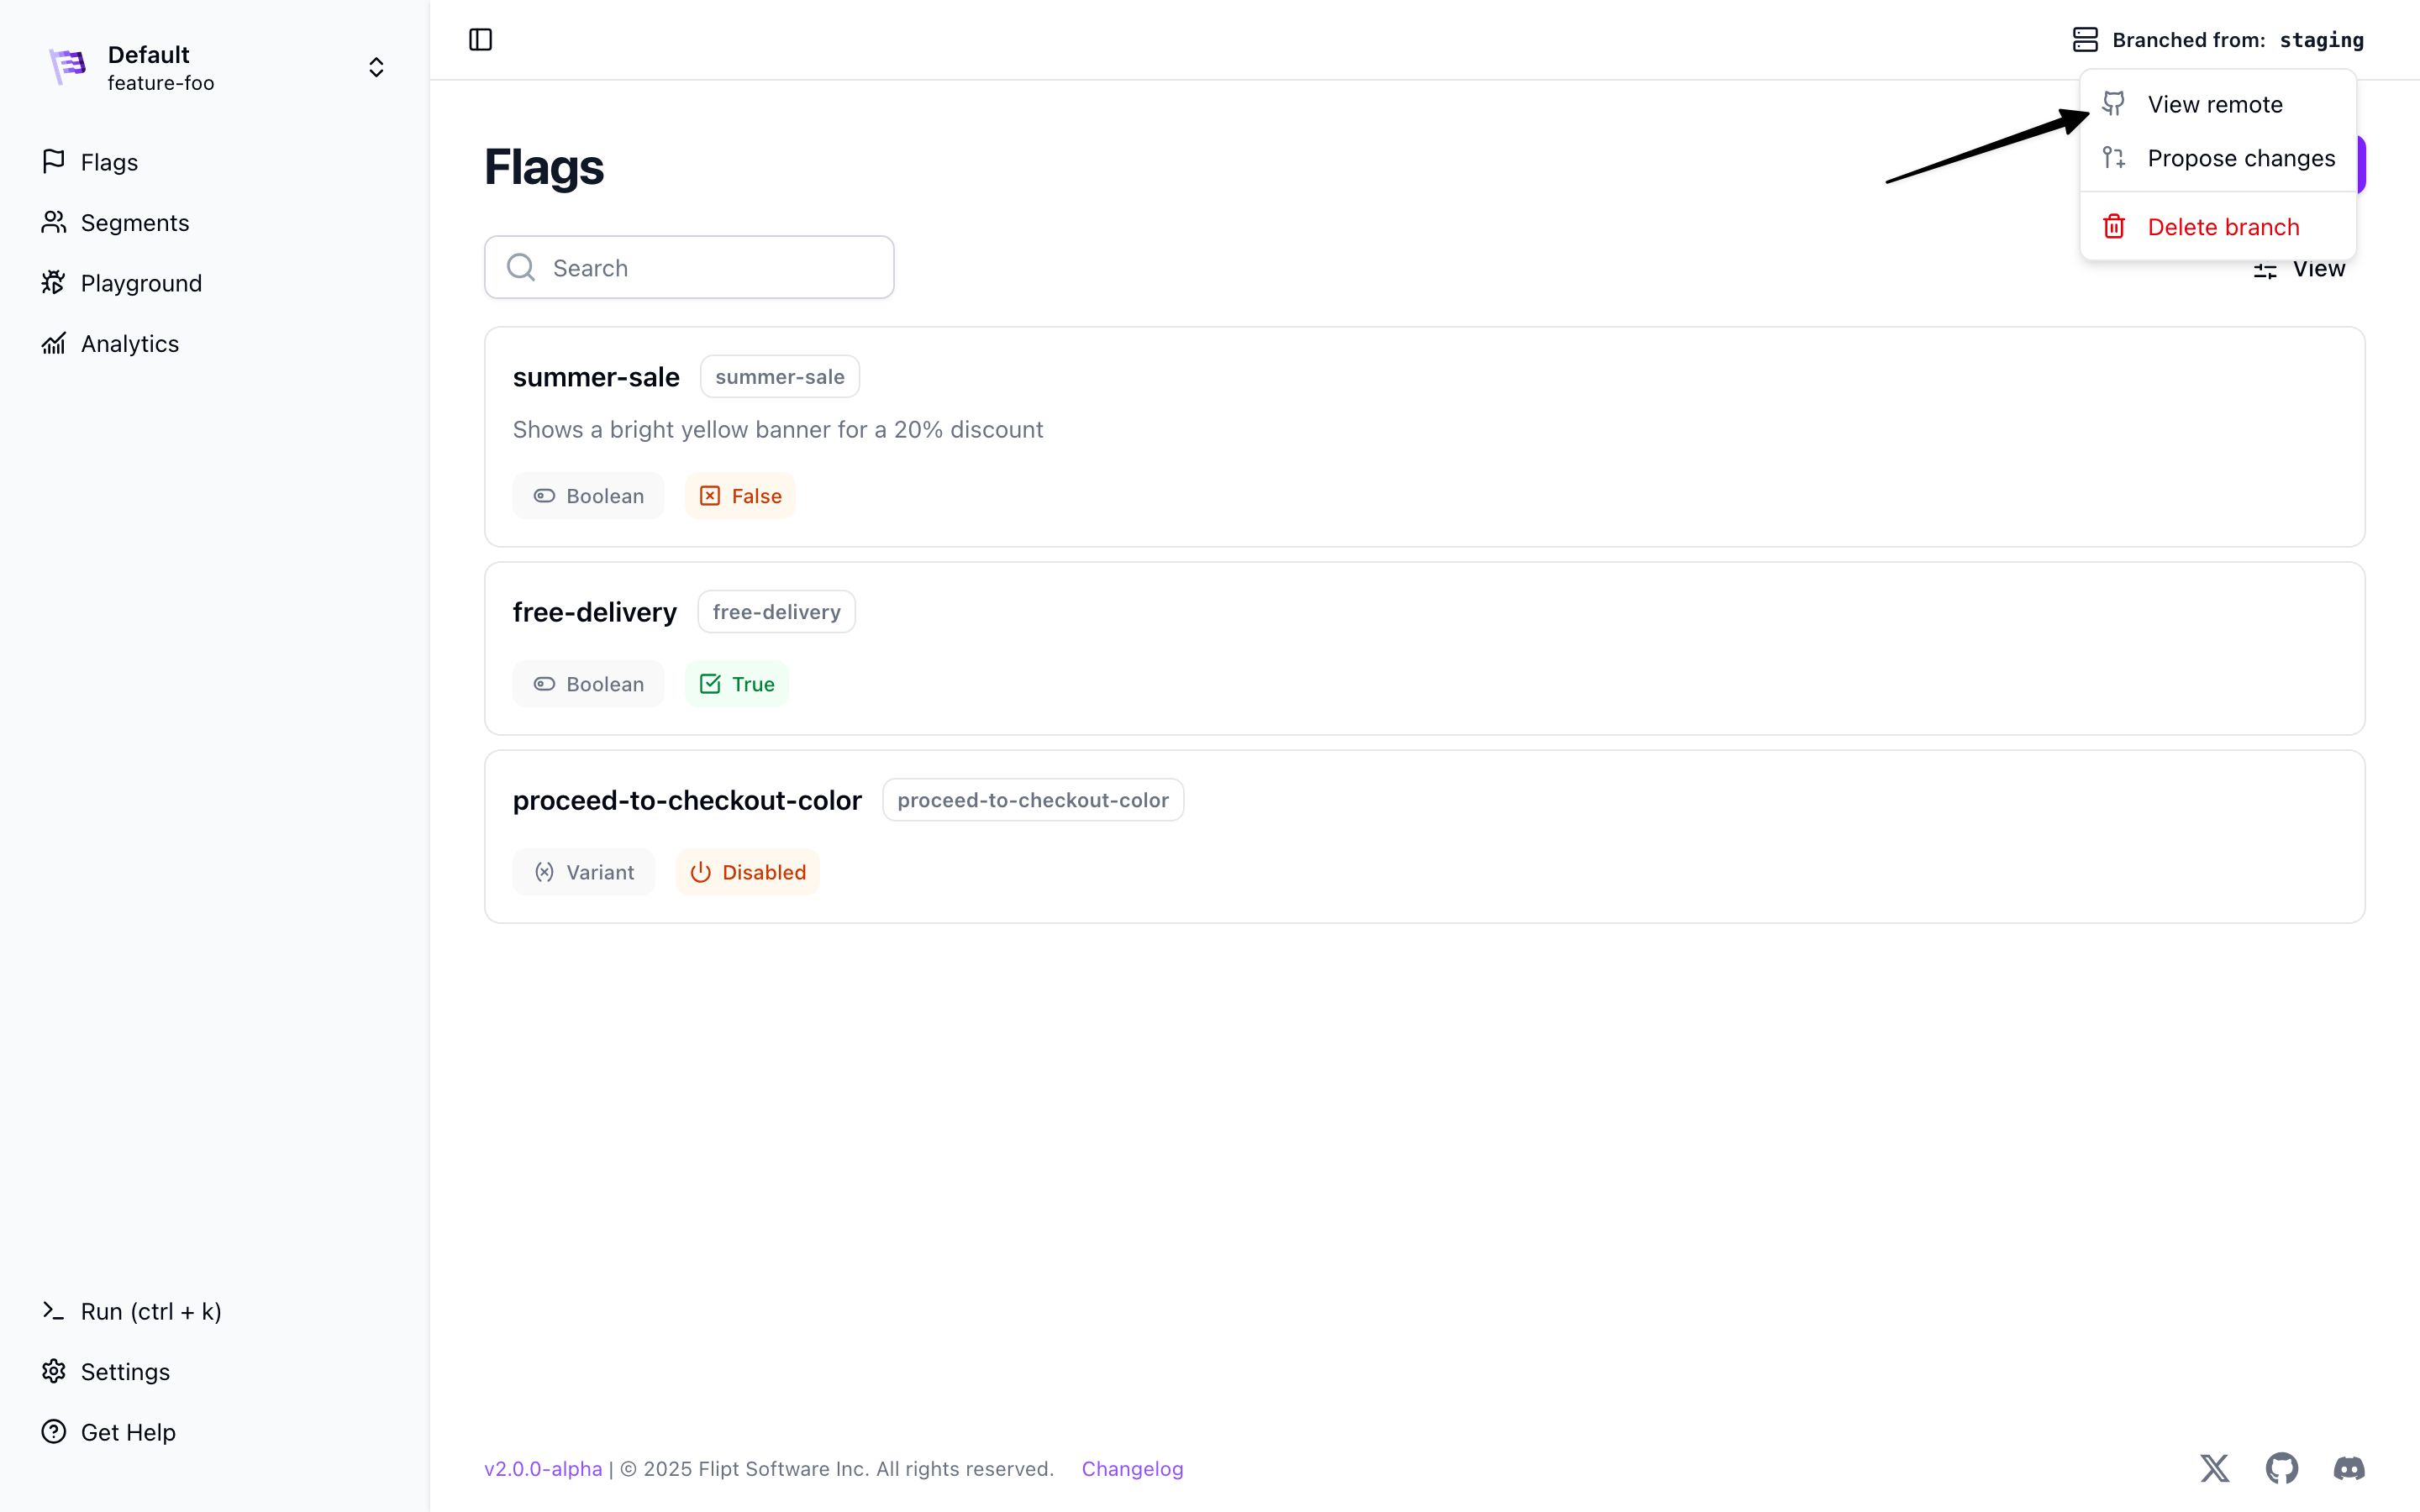 Default
feature-foo
Flags
Segments
Playground
Analytics
Run (ctrl + k)
Settings
Get Help
Branched from: staging
View remote
Propose changes
Delete branch
Flags
Search
View
summer-sale summer-sale
Shows a bright yellow banner for a 20% discount
Boolean False
free-delivery free-delivery
Boolean True
proceed-to-checkout-color proceed-to-checkout-color
Variant Disabled
v2.0.0-alpha | © 2025 Flipt Software Inc. All rights reserved. Changelog